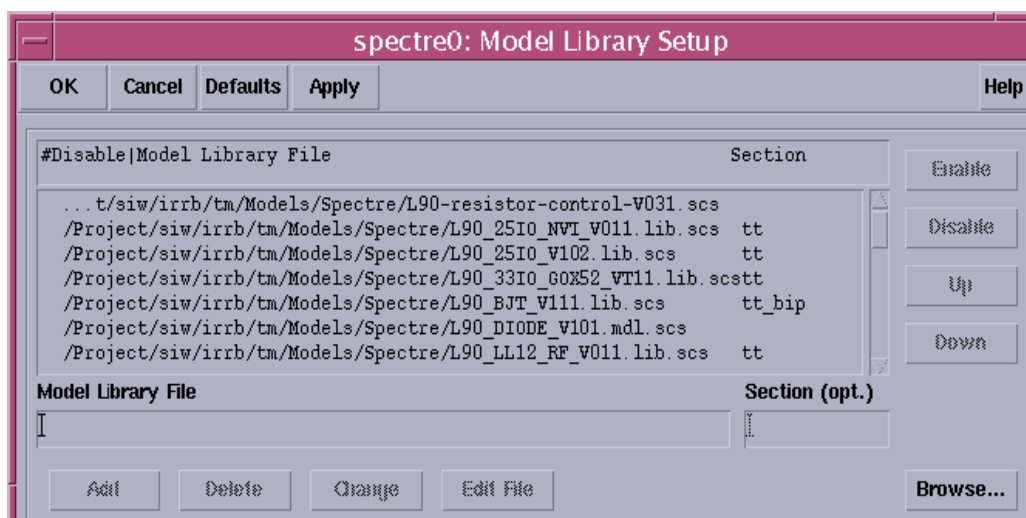 spectre0: Model Library Setup
OK Cancel Defaults Apply Help
#Disable|Model Library File Section
Enable
...t/siw/irrb/tm/Models/Spectre/L90-resistor-control-V031.scs
/Project/siw/irrb/tm/Models/Spectre/L90_25IO_NVT_V011.lib.scs tt
Disable
/Project/siw/irrb/tm/Models/Spectre/L90_25IO_V102.lib.scs tt
/Project/siw/irrb/tm/Models/Spectre/L90_33IO_GOX52_VT11.lib.scstt
Up
/Project/siw/irrb/tm/Models/Spectre/L90_BJT_V111.lib.scs tt_bip
/Project/siw/irrb/tm/Models/Spectre/L90_DIODE_V101.mdl.scs
Down
/Project/siw/irrb/tm/Models/Spectre/L90_LL12_RF_V011.lib.scs tt
Model Library File Section (opt.)
Add Delete Change Edit File Browse...